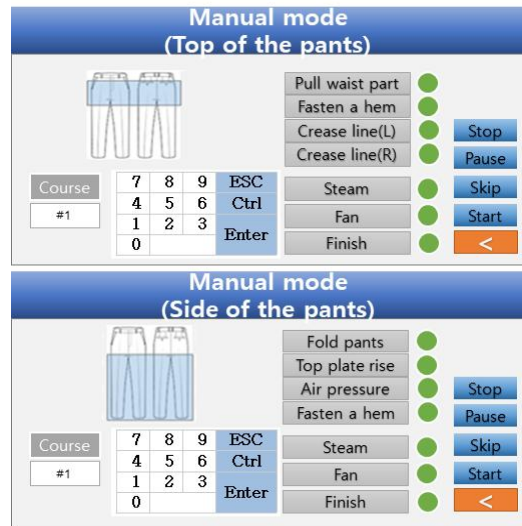 Manual mode
(Top of the pants)
Pull waist part
Fasten a hem
Crease line(L)
Crease line(R)
Steam
Fan
Finish
Stop
Pause
Skip
Start
<
Course
#1
7 8 9 ESC
4 5 6 Ctrl
1 2 3
Enter
0
Manual mode
(Side of the pants)
Fold pants
Top plate rise
Air pressure
Fasten a hem
Steam
Fan
Finish
Stop
Pause
Skip
Start
<
Course
#1
7 8 9 ESC
4 5 6 Ctrl
1 2 3
Enter
0